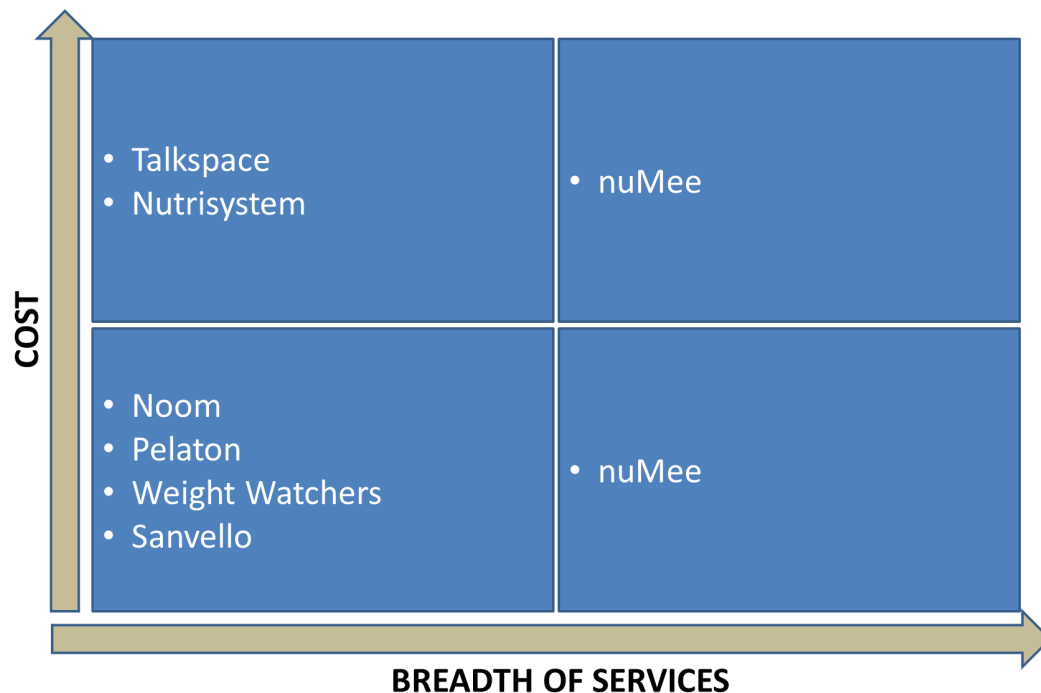 • Talkspace
• Nutrisystem
• nuMee
COST
• Noom
• Pelaton
• Weight Watchers
• Sanvello
• nuMee
BREADTH OF SERVICES